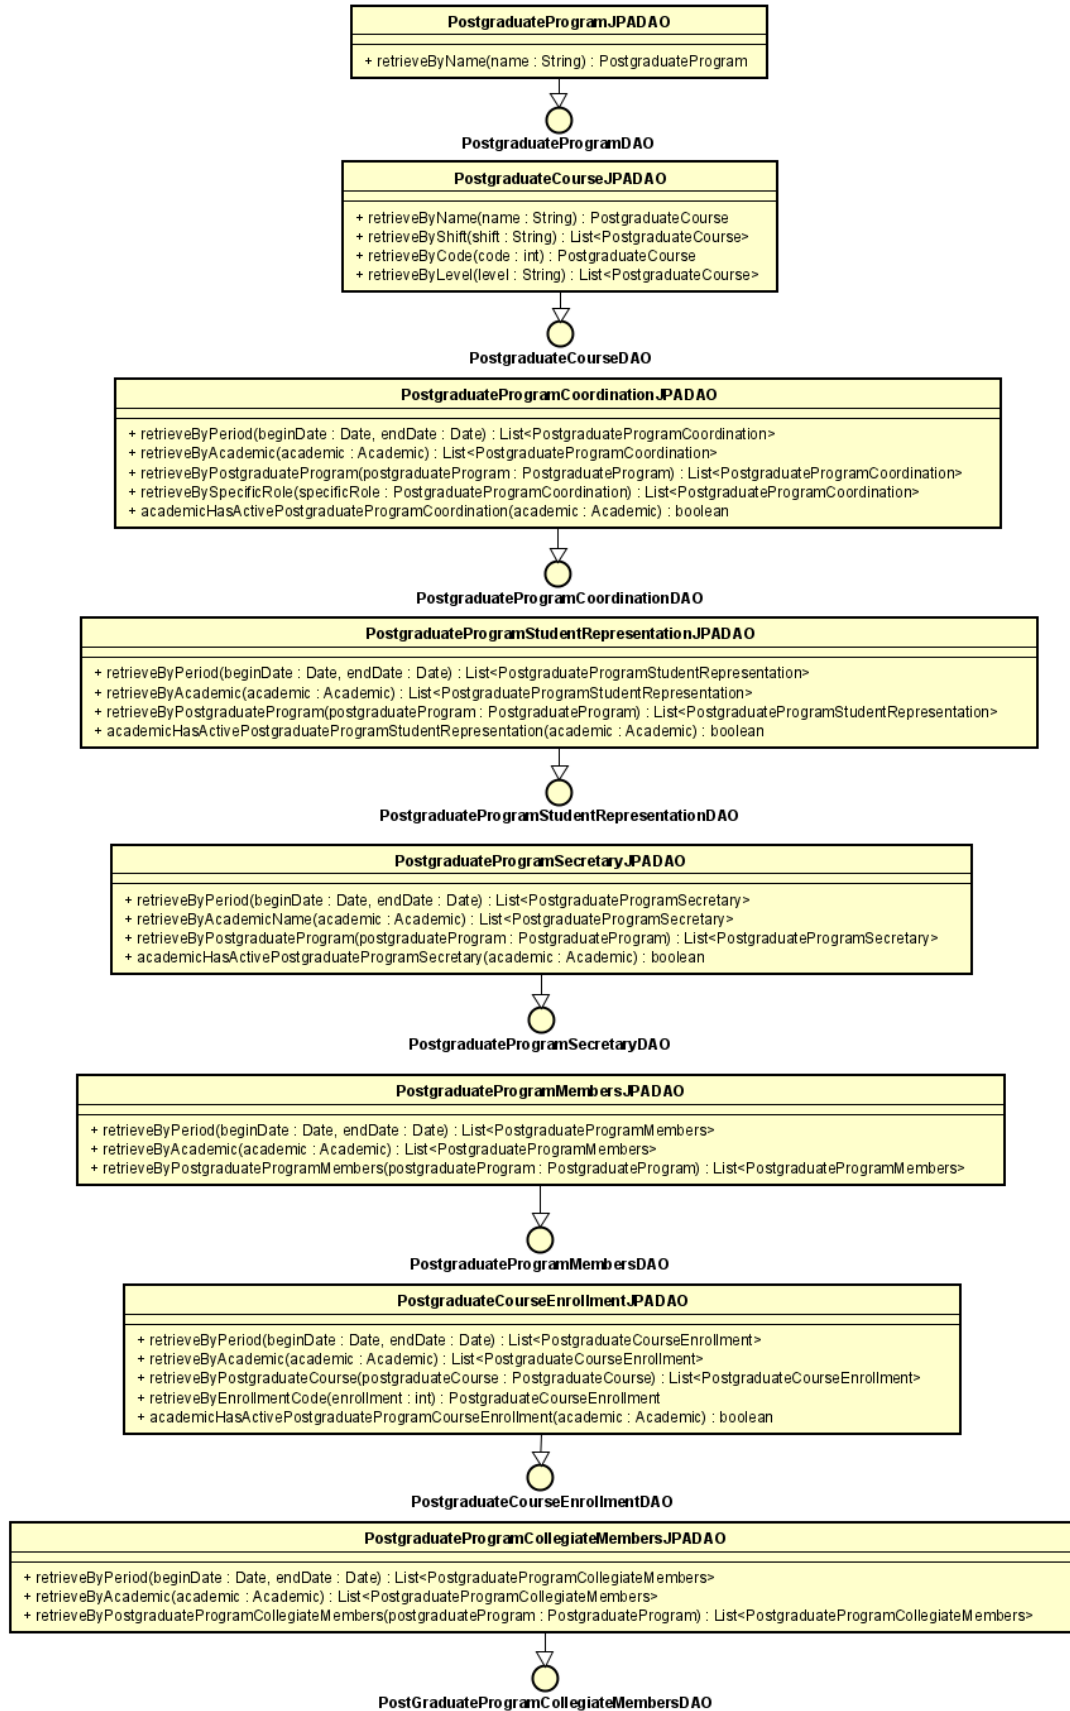 PostgraduateProgramJPADAO
+ retrieveByName(name : String) : PostgraduateProgram
PostgraduateProgramDAO
PostgraduateCourseJPADAO
+ retrieveByName(name : String) : PostgraduateCourse
+ retrieveByShift(shift : String) : List<PostgraduateCourse>
+ retrieveByCode(code : int) : PostgraduateCourse
+ retrieveByLevel(level : String) : List<PostgraduateCourse>
PostgraduateCourseDAO
PostgraduateProgramCoordinationJPADAO
+ retrieveByPeriod(beginDate : Date, endDate : Date) : List<PostgraduateProgramCoordination>
+ retrieveByAcademic(academic : Academic) : List<PostgraduateProgramCoordination>
+ retrieveByPostgraduateProgram(postgraduateProgram : PostgraduateProgram) : List<PostgraduateProgramCoordination>
+ retrieveBySpecificRole(specificRole : PostgraduateProgramCoordination) : List<PostgraduateProgramCoordination>
+ academicHasActivePostgraduateProgramCoordination(academic : Academic) : boolean
PostgraduateProgramCoordinationDAO
PostgraduateProgramStudentRepresentationJPADAO
+ retrieveByPeriod(beginDate : Date, endDate : Date) : List<PostgraduateProgramStudentRepresentation>
+ retrieveByAcademic(academic : Academic) : List<PostgraduateProgramStudentRepresentation>
+ retrieveByPostgraduateProgram(postgraduateProgram : PostgraduateProgram) : List<PostgraduateProgramStudentRepresentation>
+ academicHasActivePostgraduateProgramStudentRepresentation(academic : Academic) : boolean
PostgraduateProgramStudentRepresentationDAO
PostgraduateProgramSecretaryJPADAO
+ retrieveByPeriod(beginDate : Date, endDate : Date) : List<PostgraduateProgramSecretary>
+ retrieveByAcademicName(academic : Academic) : List<PostgraduateProgramSecretary>
+ retrieveByPostgraduateProgram(postgraduateProgram : PostgraduateProgram) : List<PostgraduateProgramSecretary>
+ academicHasActivePostgraduateProgramSecretary(academic : Academic) : boolean
PostgraduateProgramSecretaryDAO
PostgraduateProgramMembersJPADAO
+ retrieveByPeriod(beginDate : Date, endDate : Date) : List<PostgraduateProgramMembers>
+ retrieveByAcademic(academic : Academic) : List<PostgraduateProgramMembers>
+ retrieveByPostgraduateProgramMembers(postgraduateProgram : PostgraduateProgram) : List<PostgraduateProgramMembers>
PostgraduateProgramMembersDAO
PostgraduateCourseEnrollmentJPADAO
+ retrieveByPeriod(beginDate : Date, endDate : Date) : List<PostgraduateCourseEnrollment>
+ retrieveByAcademic(academic : Academic) : List<PostgraduateCourseEnrollment>
+ retrieveByPostgraduateCourse(postgraduateCourse : PostgraduateCourse) : List<PostgraduateCourseEnrollment>
+ retrieveByEnrollmentCode(enrollment : int) : PostgraduateCourseEnrollment
+ academicHasActivePostgraduateProgramCourseEnrollment(academic : Academic) : boolean
PostgraduateCourseEnrollmentDAO
PostgraduateProgramCollegiateMembersJPADAO
+ retrieveByPeriod(beginDate : Date, endDate : Date) : List<PostgraduateProgramCollegiateMembers>
+ retrieveByAcademic(academic : Academic) : List<PostgraduateProgramCollegiateMembers>
+ retrieveByPostgraduateProgramCollegiateMembers(postgraduateProgram : PostgraduateProgram) : List<PostgraduateProgramCollegiateMembers>
PostGraduateProgramCollegiateMembersDAO